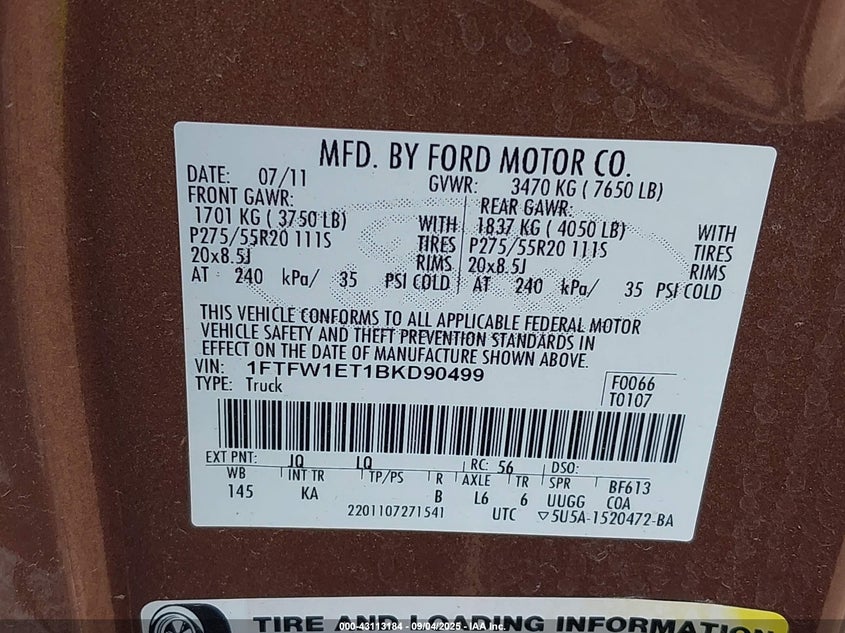 MFD. BY FORD MOTOR CO.
DATE: 07/11 GVWR: 3470 KG ( 7650 LB)
FRONT GAWR: REAR GAWR:
1701 KG ( 3750 LB) WITH 1837 KG ( 4050 LB) WITH
P275/55R20 111S TIRES P275/55R20 111S TIRES
20x8.5J RIMS 20x8.5J RIMS
AT 240 kPa/ 35 PSI COLD AT 240 kPa/ 35 PSI COLD
THIS VEHICLE CONFORMS TO ALL APPLICABLE FEDERAL MOTOR
VEHICLE SAFETY AND THEFT PREVENTION STANDARDS IN
EFFECT ON THE DATE OF MANUFACTURE SHOWN ABOVE.
VIN: 1FTFW1ET1BKD90499 F0066
TYPE: Truck T0107
EXT PNT: JQ LQ RC: 56 DSO:
WB INT TR TP/PS R AXLE TR SPR BF613
145 KA B L6 6 UUGG COA
2201107271541 UTC ▽5U5A-1520472-BA
TIRE AND LOADING INFORMATION
000-43113184 - 09/04/2025 - IAA Inc.